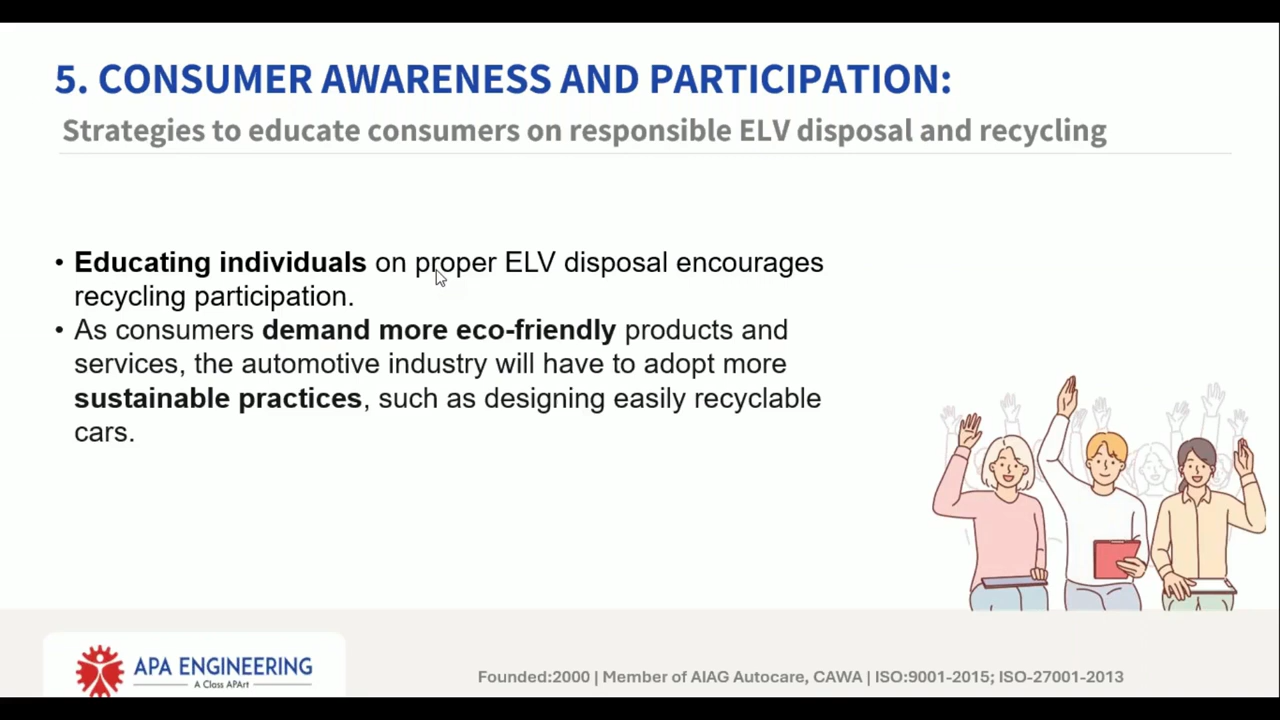 5. CONSUMER AWARENESS AND PARTICIPATION:
Strategies to educate consumers on responsible ELV disposal and recycling
• Educating individuals on proper ELV disposal encourages
recycling participation.
• As consumers demand more eco-friendly products and
services, the automotive industry will have to adopt more
sustainable practices, such as designing easily recyclable
cars.
APA ENGINEERING
A Class APArt
Founded:2000 | Member of AIAG Autocare, CAWA | ISO:9001-2015; ISO-27001-2013